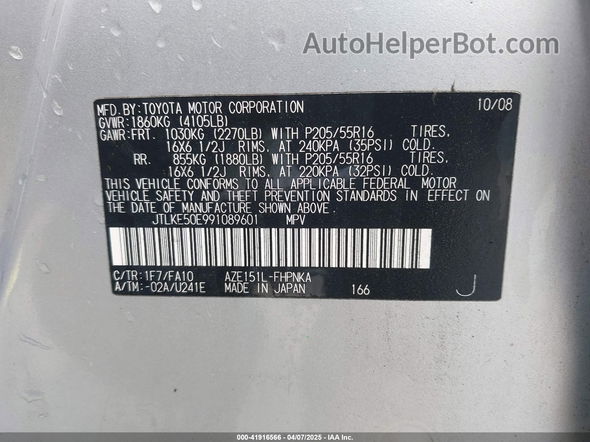 AutoHelperBot.com
MFD.BY:TOYOTA MOTOR CORPORATION 10/08
GVWR:1860KG (4105LB)
GAWR:FRT. 1030KG (2270LB) WITH P205/55R16 TIRES,
16X6 1/2J RIMS, AT 240KPA (35PSI) COLD.
RR. 855KG (1880LB) WITH P205/55R16 TIRES,
16X6 1/2J RIMS, AT 220KPA (32PSI) COLD.
THIS VEHICLE CONFORMS TO ALL APPLICABLE FEDERAL MOTOR
VEHICLE SAFETY AND THEFT PREVENTION STANDARDS IN EFFECT ON
THE DATE OF MANUFACTURE SHOWN ABOVE.
JTLKE50E991089601 MPV
C/TR:1F7/FA10 AZE151L-FHPNKA
A/TM:-02A/U241E MADE IN JAPAN 166 J
000-41916566 - 04/07/2025 - IAA Inc.